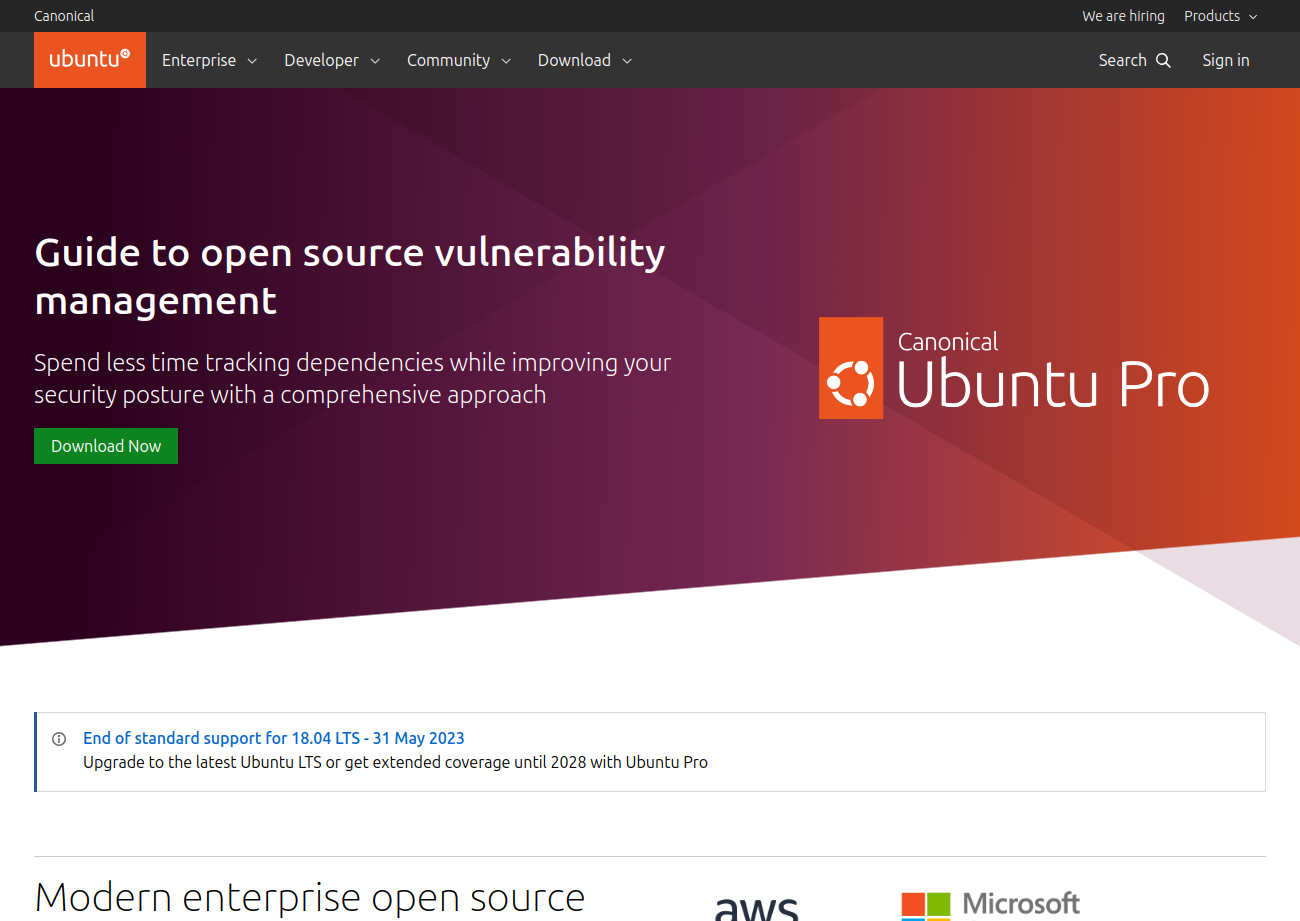 Canonical
We are hiring
Products
ubuntu
Enterprise
Developer
Community
Download
Search
Sign in
Guide to open source vulnerability
management
Spend less time tracking dependencies while improving your
security posture with a comprehensive approach
Download Now
Canonical
Ubuntu Pro
End of standard support for 18.04 LTS - 31 May 2023
Upgrade to the latest Ubuntu LTS or get extended coverage until 2028 with Ubuntu Pro
Modern enterprise open source
aws
Microsoft